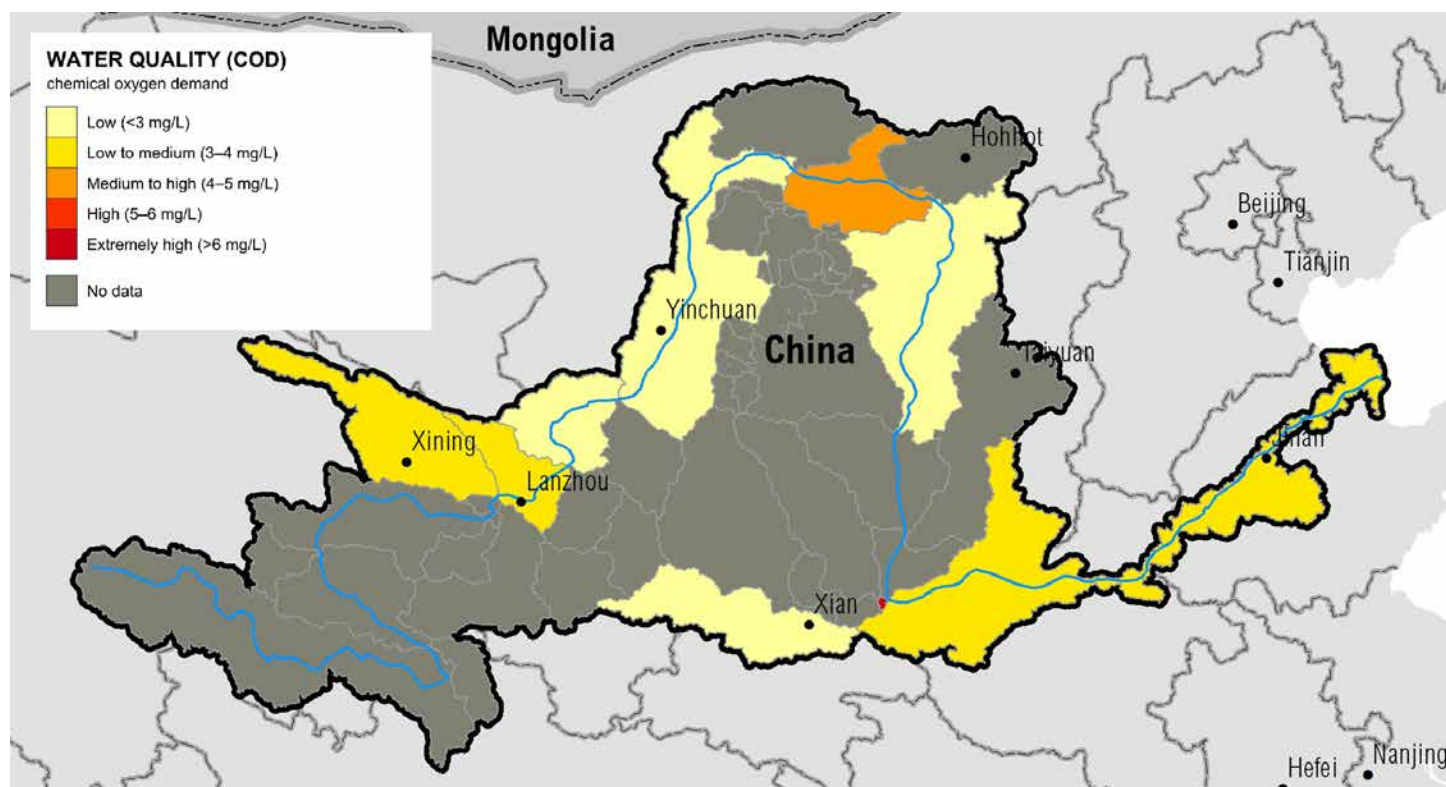 WATER QUALITY (COD)
chemical oxygen demand
Low (<3 mg/L)
Low to medium (3–4 mg/L)
Medium to high (4–5 mg/L)
High (5–6 mg/L)
Extremely high (>6 mg/L)
No data
Mongolia
Hohhot
Beijing
Tianjin
Yinchuan
China
Taiyuan
Xining
Jinan
Lanzhou
Xian
Hefei
Nanjing